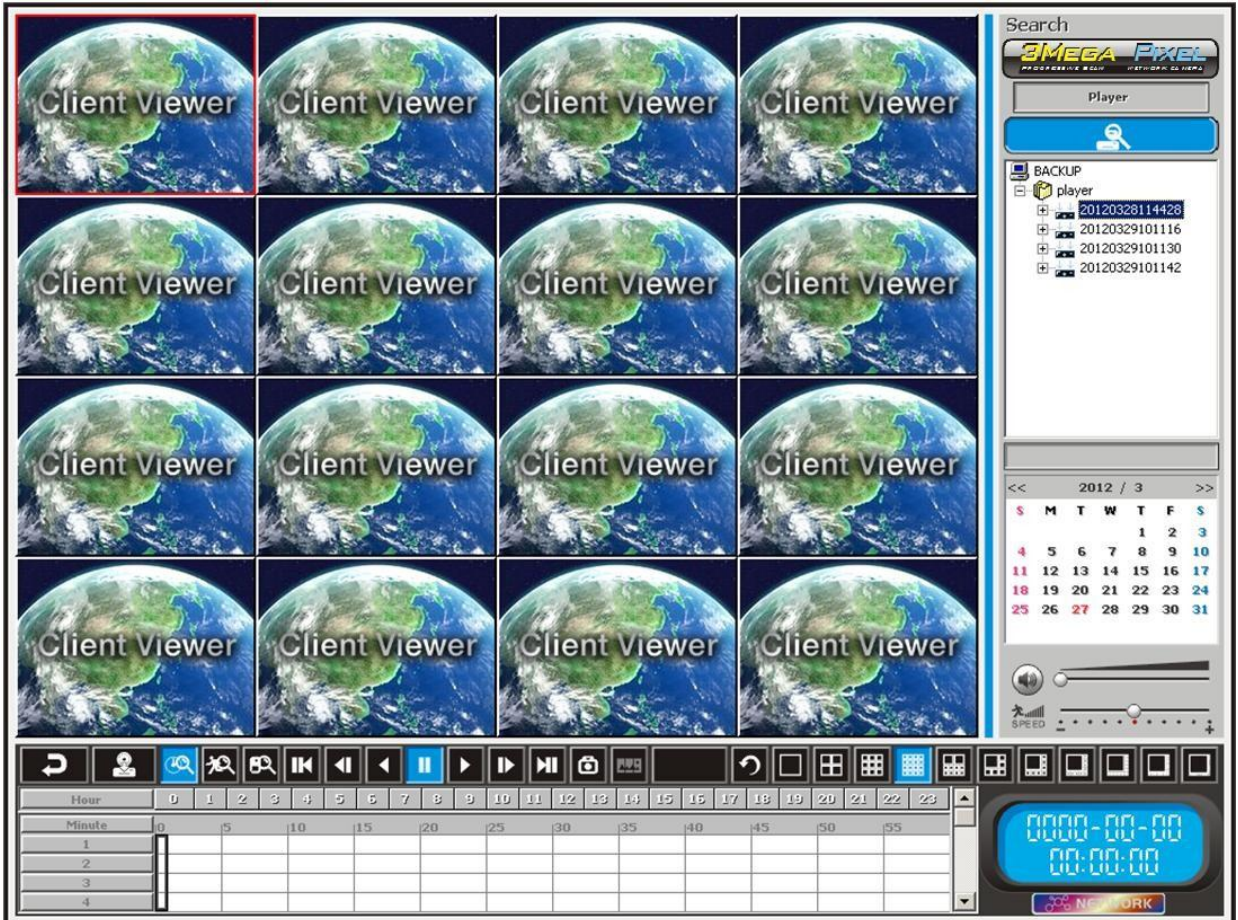 Client Viewer Client Viewer Client Viewer Client Viewer
Client Viewer Client Viewer Client Viewer Client Viewer
Client Viewer Client Viewer Client Viewer Client Viewer
Client Viewer Client Viewer Client Viewer Client Viewer
Search
3MEGA PIXEL
PROGRESSIVE SCAN NETWORK CAMERA
Player
BACKUP
player
20120328114428
20120329101116
20120329101130
20120329101142
<< 2012 / 3 >>
S M T W T F S
1 2 3
4 5 6 7 8 9 10
11 12 13 14 15 16 17
18 19 20 21 22 23 24
25 26 27 28 29 30 31
SPEED
- +
Hour 0 1 2 3 4 5 6 7 8 9 10 11 12 13 14 15 16 17 18 19 20 21 22 23
Minute 0 5 10 15 20 25 30 35 40 45 50 55
1
2
3
4
0000-00-00
00:00:00
NETWORK